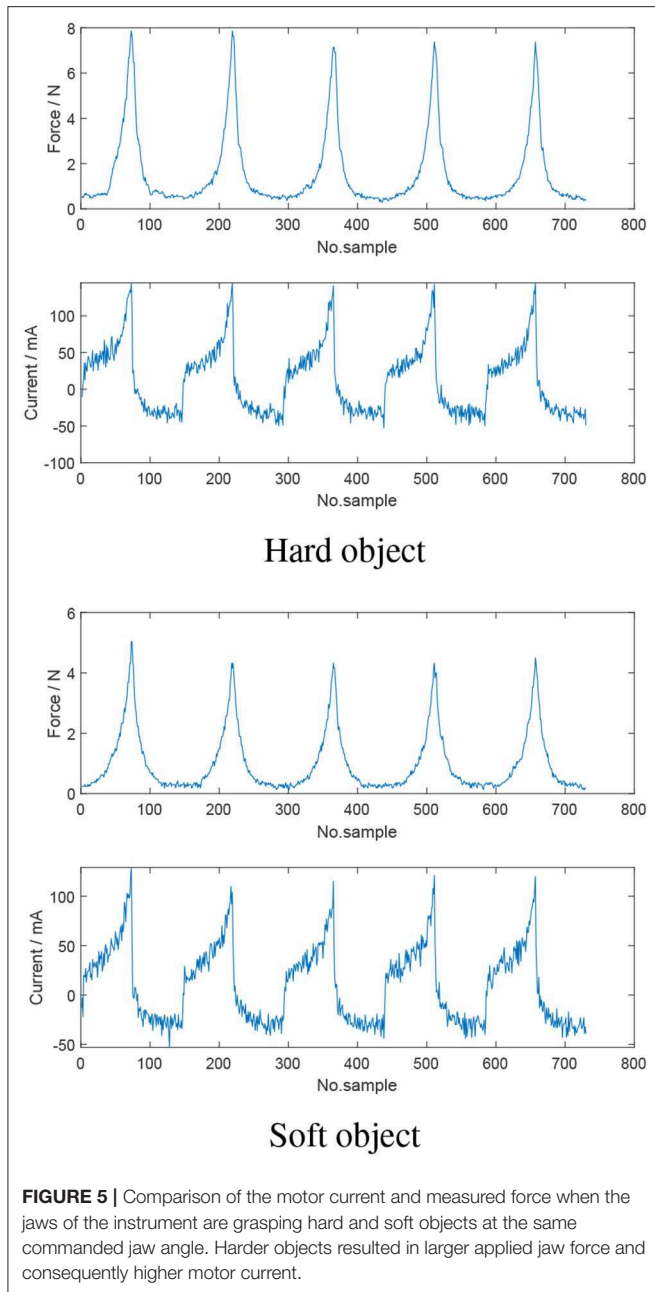 8
6
4
2
0
Force / N
0 100 200 300 400 500 600 700 800
No.sample
100
50
0
-50
-100
Current / mA
0 100 200 300 400 500 600 700 800
No.sample
Hard object
6
4
2
0
Force / N
0 100 200 300 400 500 600 700 800
No.sample
100
50
0
-50
Current / mA
0 100 200 300 400 500 600 700 800
No.sample
Soft object
FIGURE 5 | Comparison of the motor current and measured force when the
jaws of the instrument are grasping hard and soft objects at the same
commanded jaw angle. Harder objects resulted in larger applied jaw force and
consequently higher motor current.